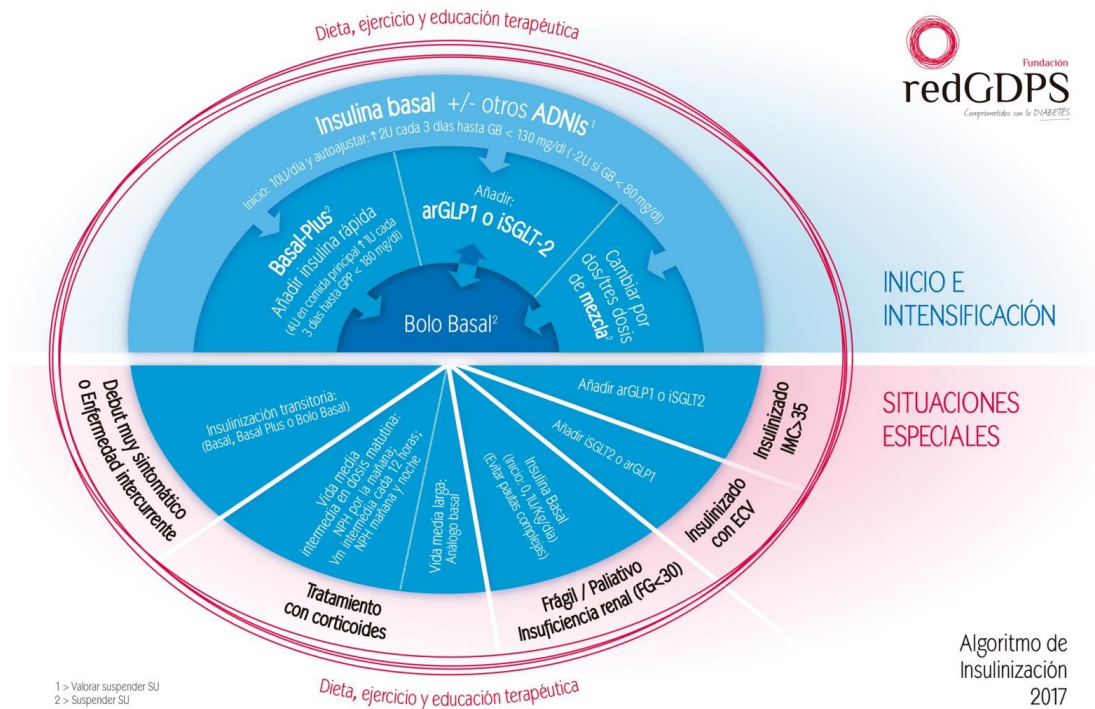 Dieta, ejercicio y educación terapéutica
Fundación
redGDPS
Comprometidos con la DIABETES
Insulina basal +/- otros ADNIs¹
Inicio: 10U/día y autoajustar: ↑ 2U cada 3 días hasta GB < 130 mg/dl (-2U si GB < 80 mg/dl)
Basal-Plus²
Añadir insulina rápida
(4U en comida principal ↑1U cada
3 días hasta GPP < 180 mg/dl)
Añadir:
arGLP1 o iSGLT-2
Cambiar por
dos/tres dosis
de mezcla²
Bolo Basal²
INICIO E
INTENSIFICACIÓN
SITUACIONES
ESPECIALES
Debut muy sintomático
o Enfermedad intercurrente
Insulinización transitoria:
(Basal, Basal Plus o Bolo Basal)
Vida media
intermedia en dosis matutina:
NPH por la mañana;
Vm intermedia cada 12 horas;
NPH mañana y noche
Vida media larga:
Análogo basal
Tratamiento
con corticoides
Insulina Basal
(Inicio: 0,1U/Kg/día)
(Evitar pautas complejas)
Frágil / Paliativo
Insuficiencia renal (FG<30)
Añadir iSGLT2 o arGLP1
Insulinizado
con ECV
Añadir arGLP1 o iSGLT2
Insulinizado
IMC>35
Dieta, ejercicio y educación terapéutica
1 > Valorar suspender SU
2 > Suspender SU
Algoritmo de
Insulinización
2017